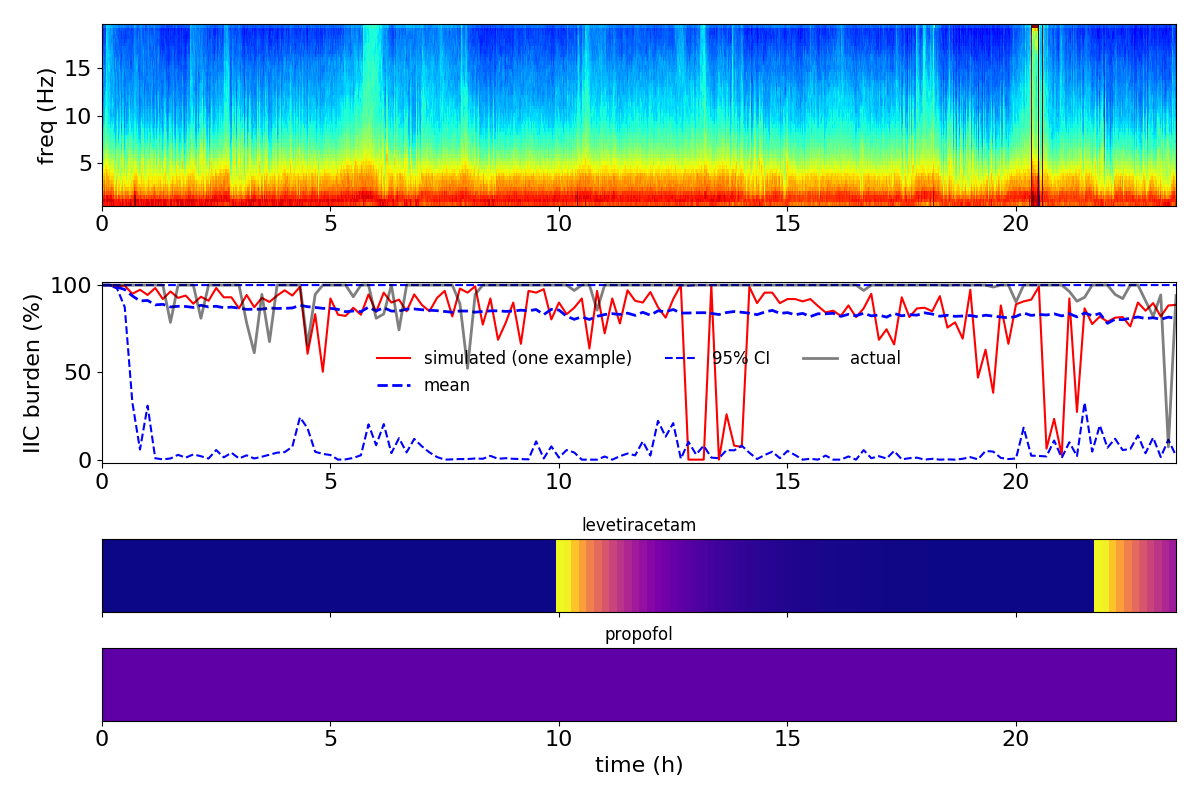 freq (Hz)
15
10
5
0 5 10 15 20
IIC burden (%)
100
50
0
simulated (one example) 95% CI actual
mean
0 5 10 15 20
levetiracetam
propofol
0 5 10 15 20
time (h)